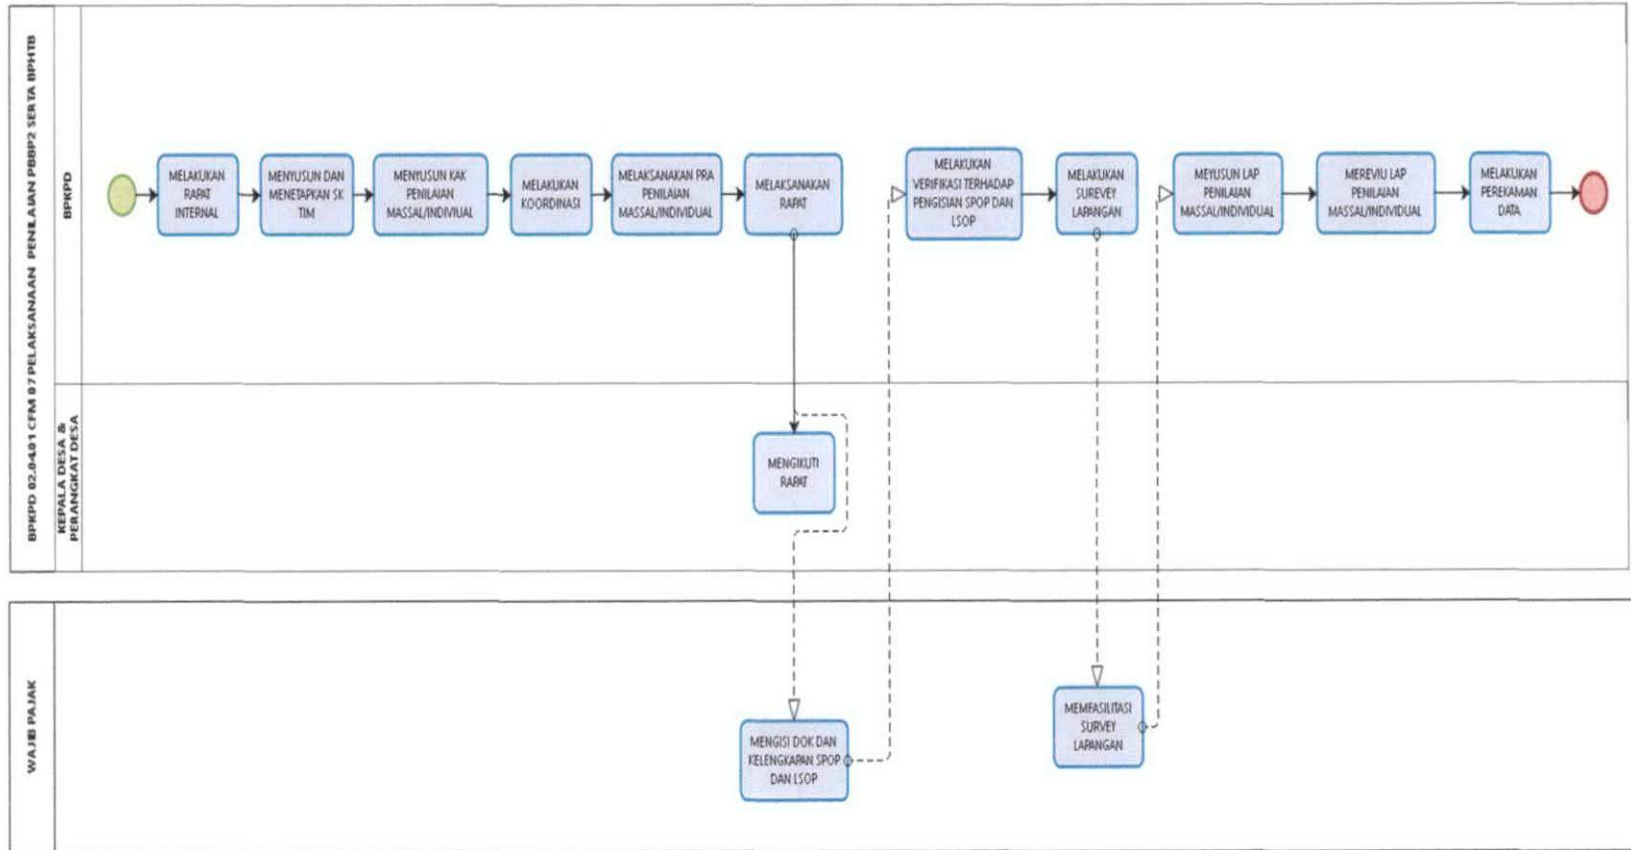 BPKPD 02.04.01 CFM 07 PELAKSANAAN PENILAIAN PBBP2 SERTA BPHTB
BPKPD
MELAKUKAN
RAPAT
INTERNAL
MENYUSUN DAN
MENETAPKAN SK
TIM
MENYUSUN KAK
PENILAIAN
MASSAL/INDIVIUAL
MELAKUKAN
KOORDINASI
MELAKSANAKAN PRA
PENILAIAN
MASSAL/INDIVIDUAL
MELAKSANAKAN
RAPAT
MELAKUKAN
VERIFIKASI TERHADAP
PENGISIAN SPOP DAN
LSOP
MELAKUKAN
SUREVEY
LAPANGAN
MEYUSUN LAP
PENILAIAN
MASSAL/INDIVIDUAL
MEREVIU LAP
PENILAIAN
MASSAL/INDIVIDUAL
MELAKUKAN
PEREKAMAN
DATA
KEPALA DESA &
PERANGKAT DESA
MENGIKUTI
RAPAT
WAJIB PAJAK
MENGISI DOK DAN
KELENGKAPAN SPOP
DAN LSOP
MEMFASILITASI
SURVEY
LAPANGAN